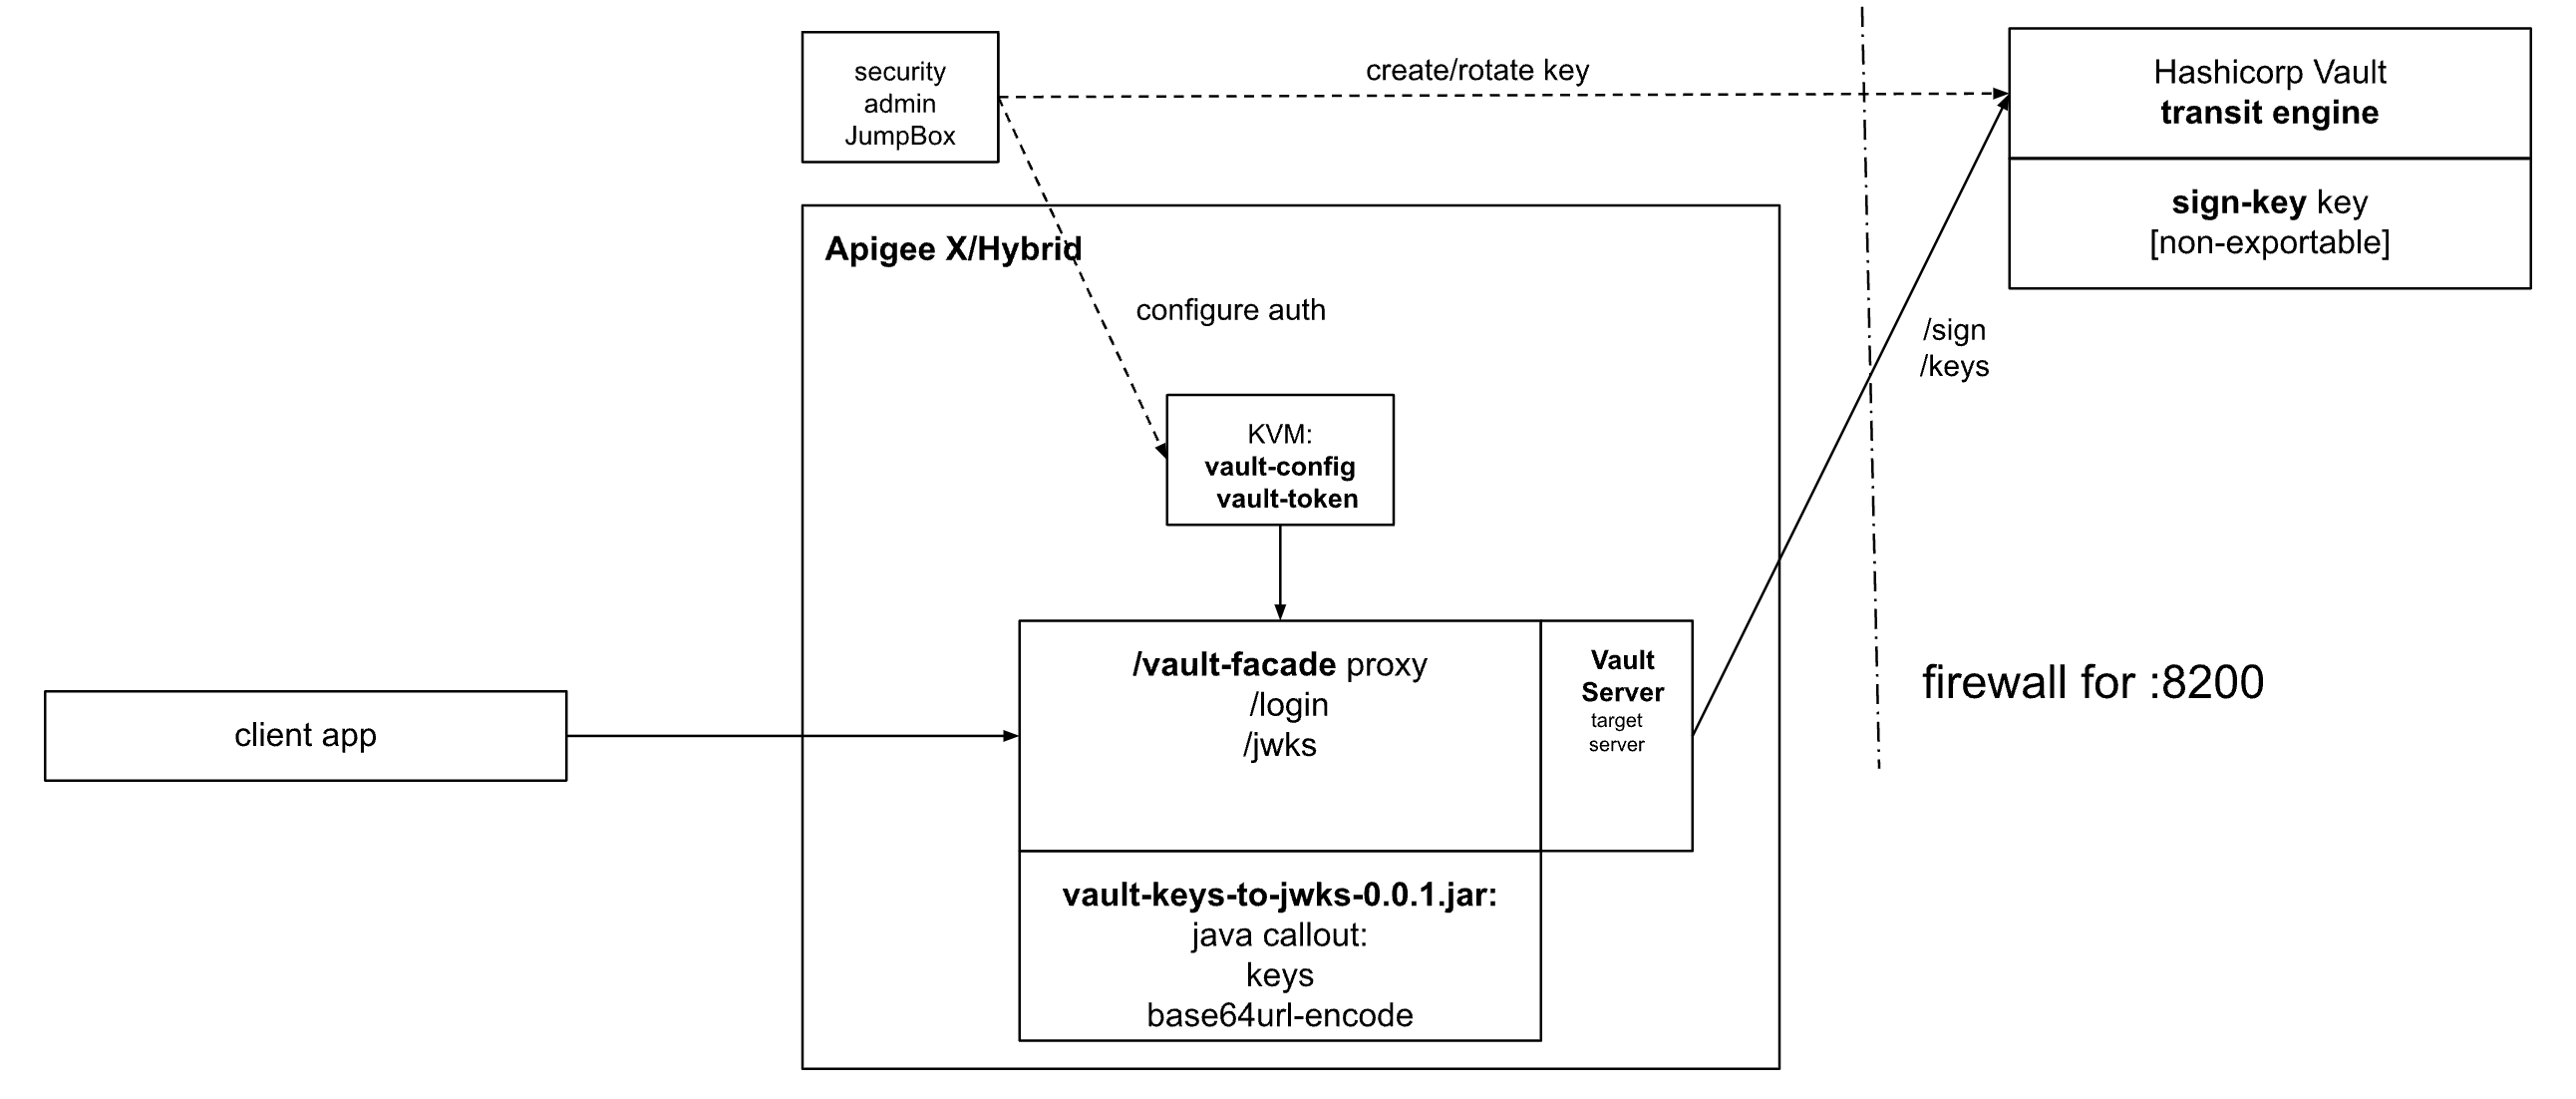 security
admin
JumpBox
create/rotate key
Hashicorp Vault
transit engine
sign-key key
[non-exportable]
Apigee X/Hybrid
configure auth
/sign
/keys
KVM:
vault-config
vault-token
client app
/vault-facade proxy
/login
/jwks
Vault
Server
target
server
firewall for :8200
vault-keys-to-jwks-0.0.1.jar:
java callout:
keys
base64url-encode